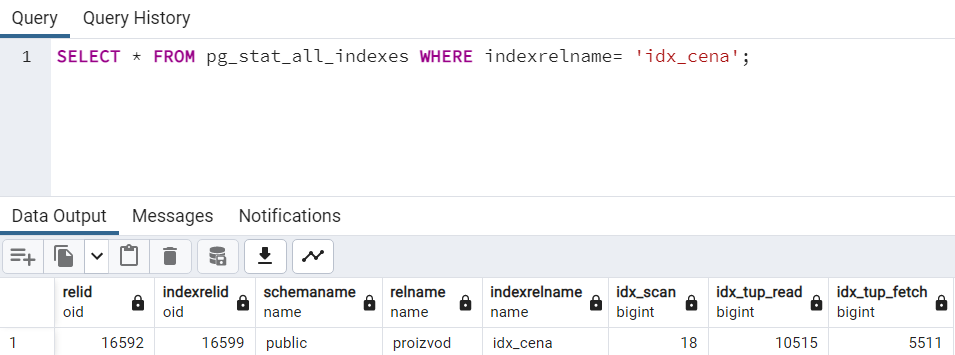 Query Query History
1 SELECT * FROM pg_stat_all_indexes WHERE indexrelname= 'idx_cena';
Data Output Messages Notifications
relid indexrelid schemaname relname indexrelname idx_scan idx_tup_read idx_tup_fetch
oid oid name name name bigint bigint bigint
1 16592 16599 public proizvod idx_cena 18 10515 5511